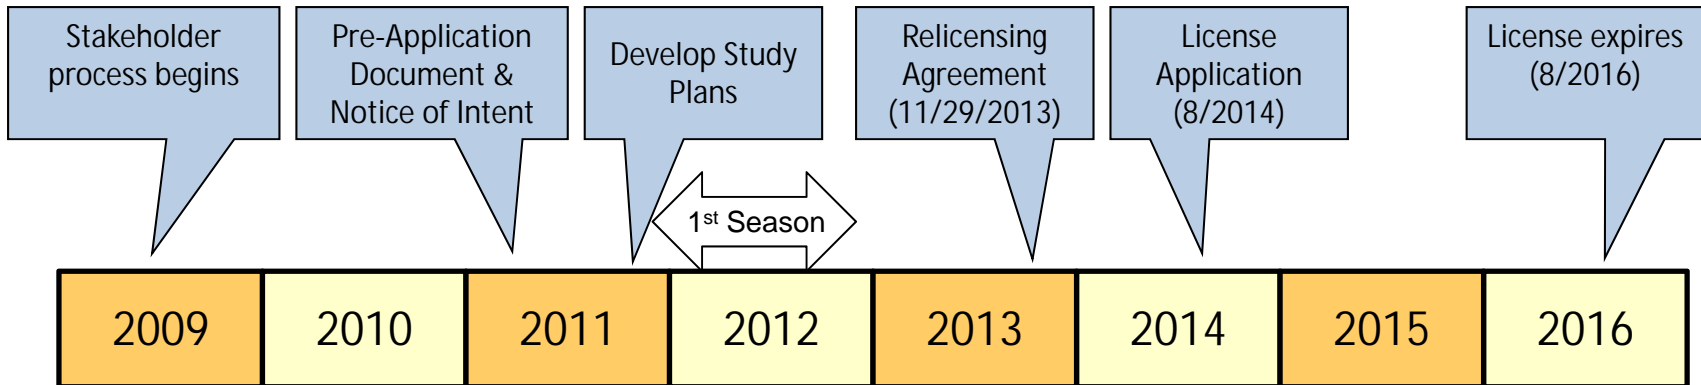 Stakeholder
process begins
Pre-Application
Document &
Notice of Intent
Develop Study
Plans
Relicensing
Agreement
(11/29/2013)
License
Application
(8/2014)
License expires
(8/2016)
1st Season
2009
2010
2011
2012
2013
2014
2015
2016